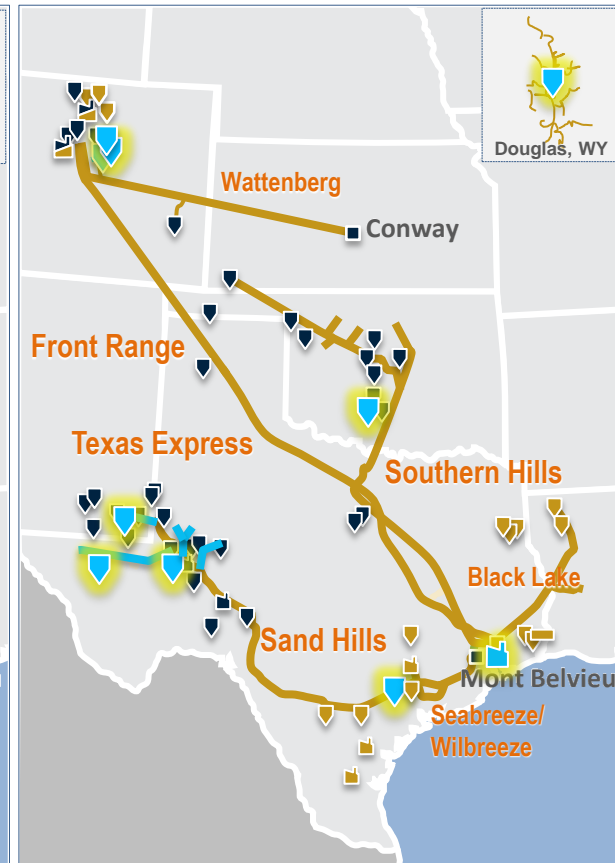 Douglas, WY
Wattenberg
Conway
Front Range
Texas Express
Southern Hills
Black Lake
Sand Hills
Mont Belvieu
Seabreeze/
Wilbreeze